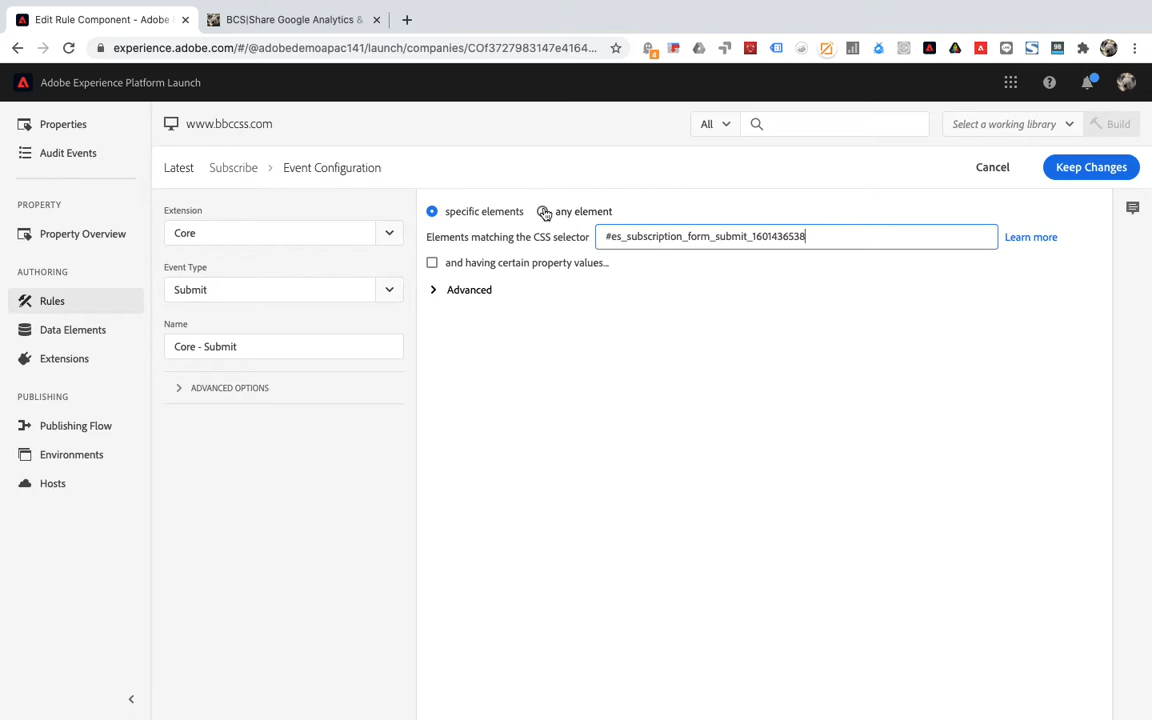 Edit Rule Component - Adobe
BCS|Share Google Analytics &
experience.adobe.com/#/@adobedemoapac141/launch/companies/COf3727983147e4164...
4
98
Adobe Experience Platform Launch
Properties
Audit Events
PROPERTY
Property Overview
AUTHORING
Rules
Data Elements
Extensions
PUBLISHING
Publishing Flow
Environments
Hosts
www.bbccss.com
All
Select a working library
Build
Latest
Subscribe
Event Configuration
Cancel
Keep Changes
Extension
Core
Event Type
Submit
Name
Core - Submit
ADVANCED OPTIONS
specific elements
any element
Elements matching the CSS selector
#es_subscription_form_submit_1601436538
Learn more
and having certain property values...
Advanced